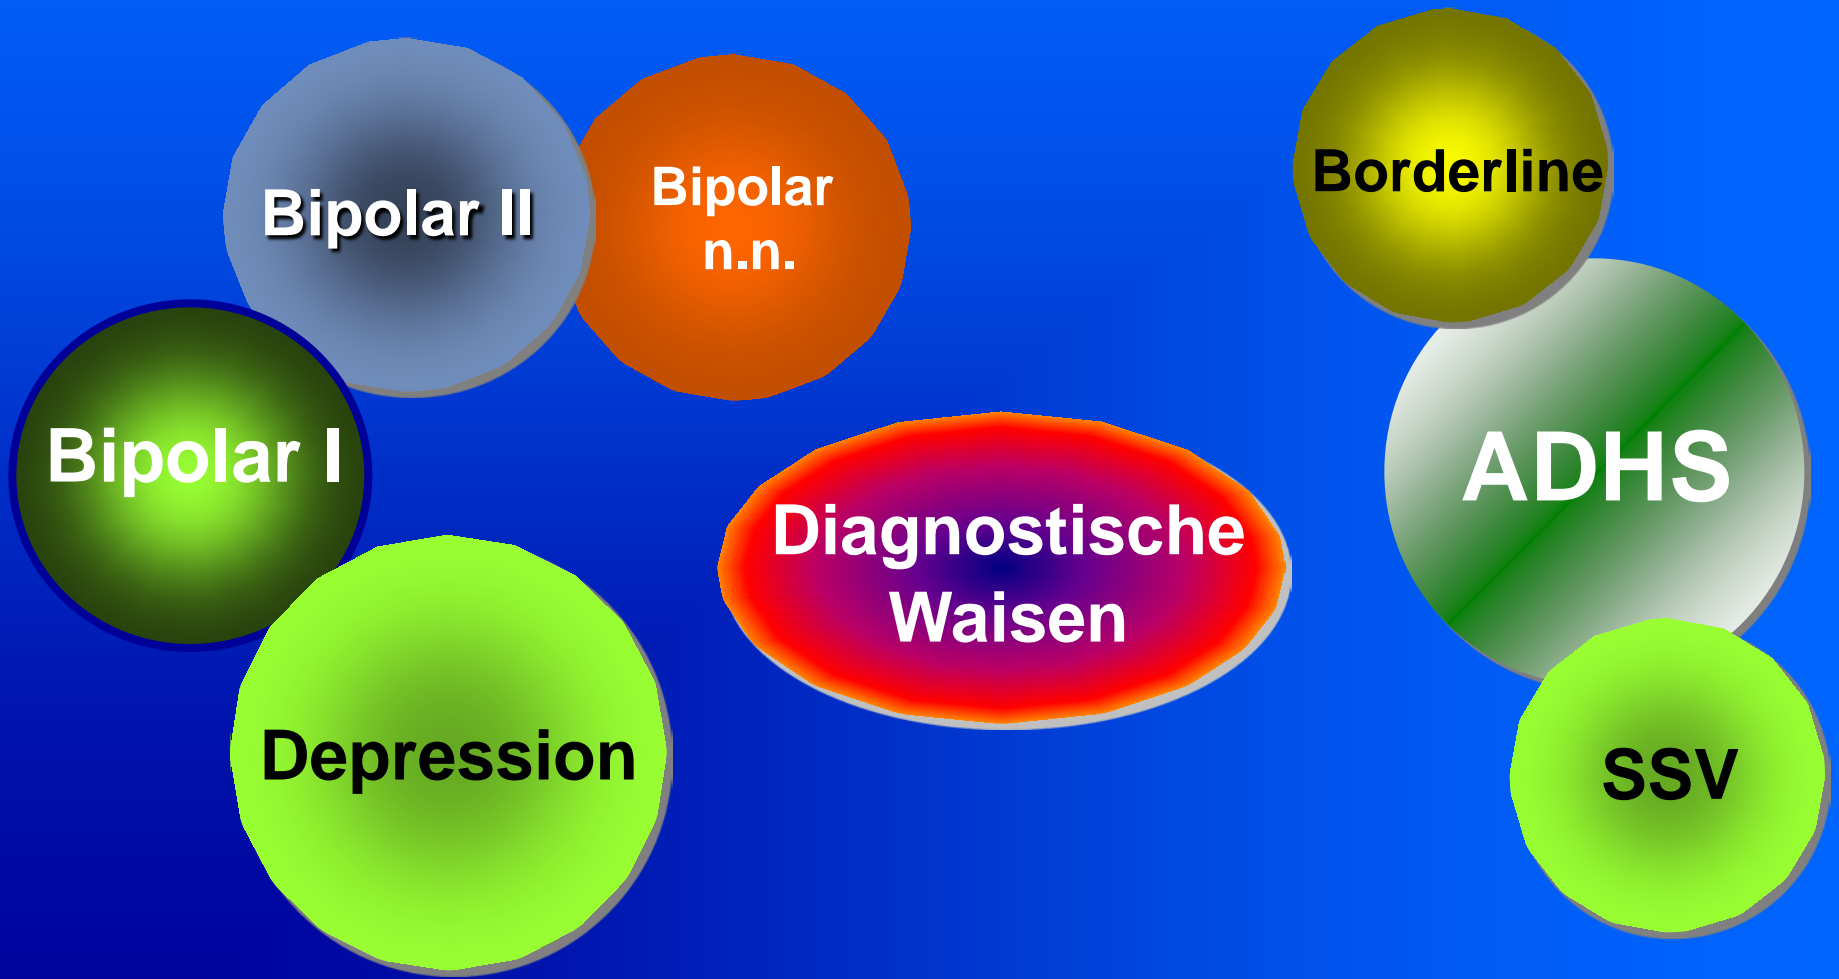 Bipolar II
Bipolar
n.n.
Borderline
Bipolar I
ADHS
Diagnostische
Waisen
Depression
SSV